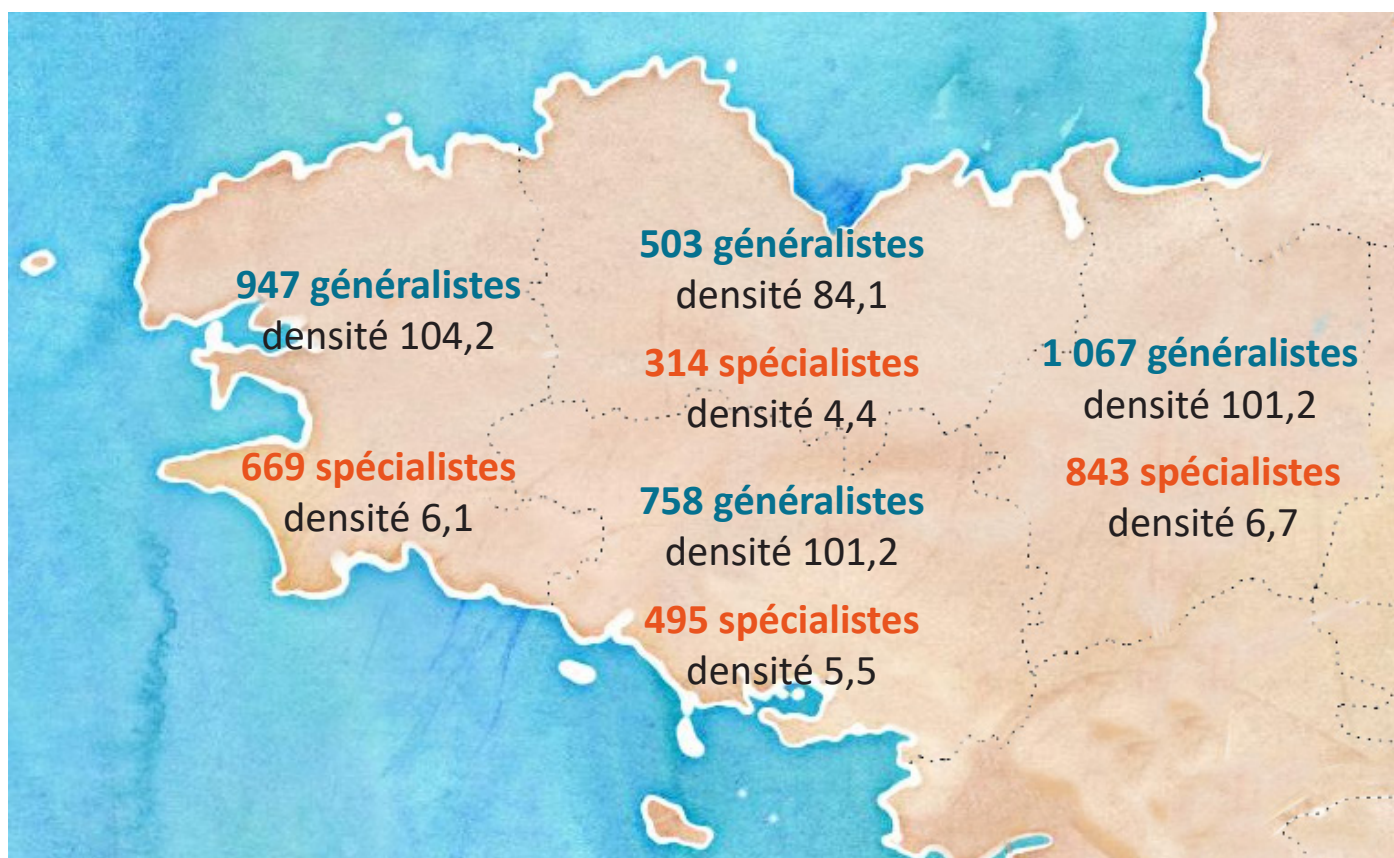 947 généralistes
densité 104,2
669 spécialistes
densité 6,1
503 généralistes
densité 84,1
314 spécialistes
densité 4,4
758 généralistes
densité 101,2
495 spécialistes
densité 5,5
1 067 généralistes
densité 101,2
843 spécialistes
densité 6,7